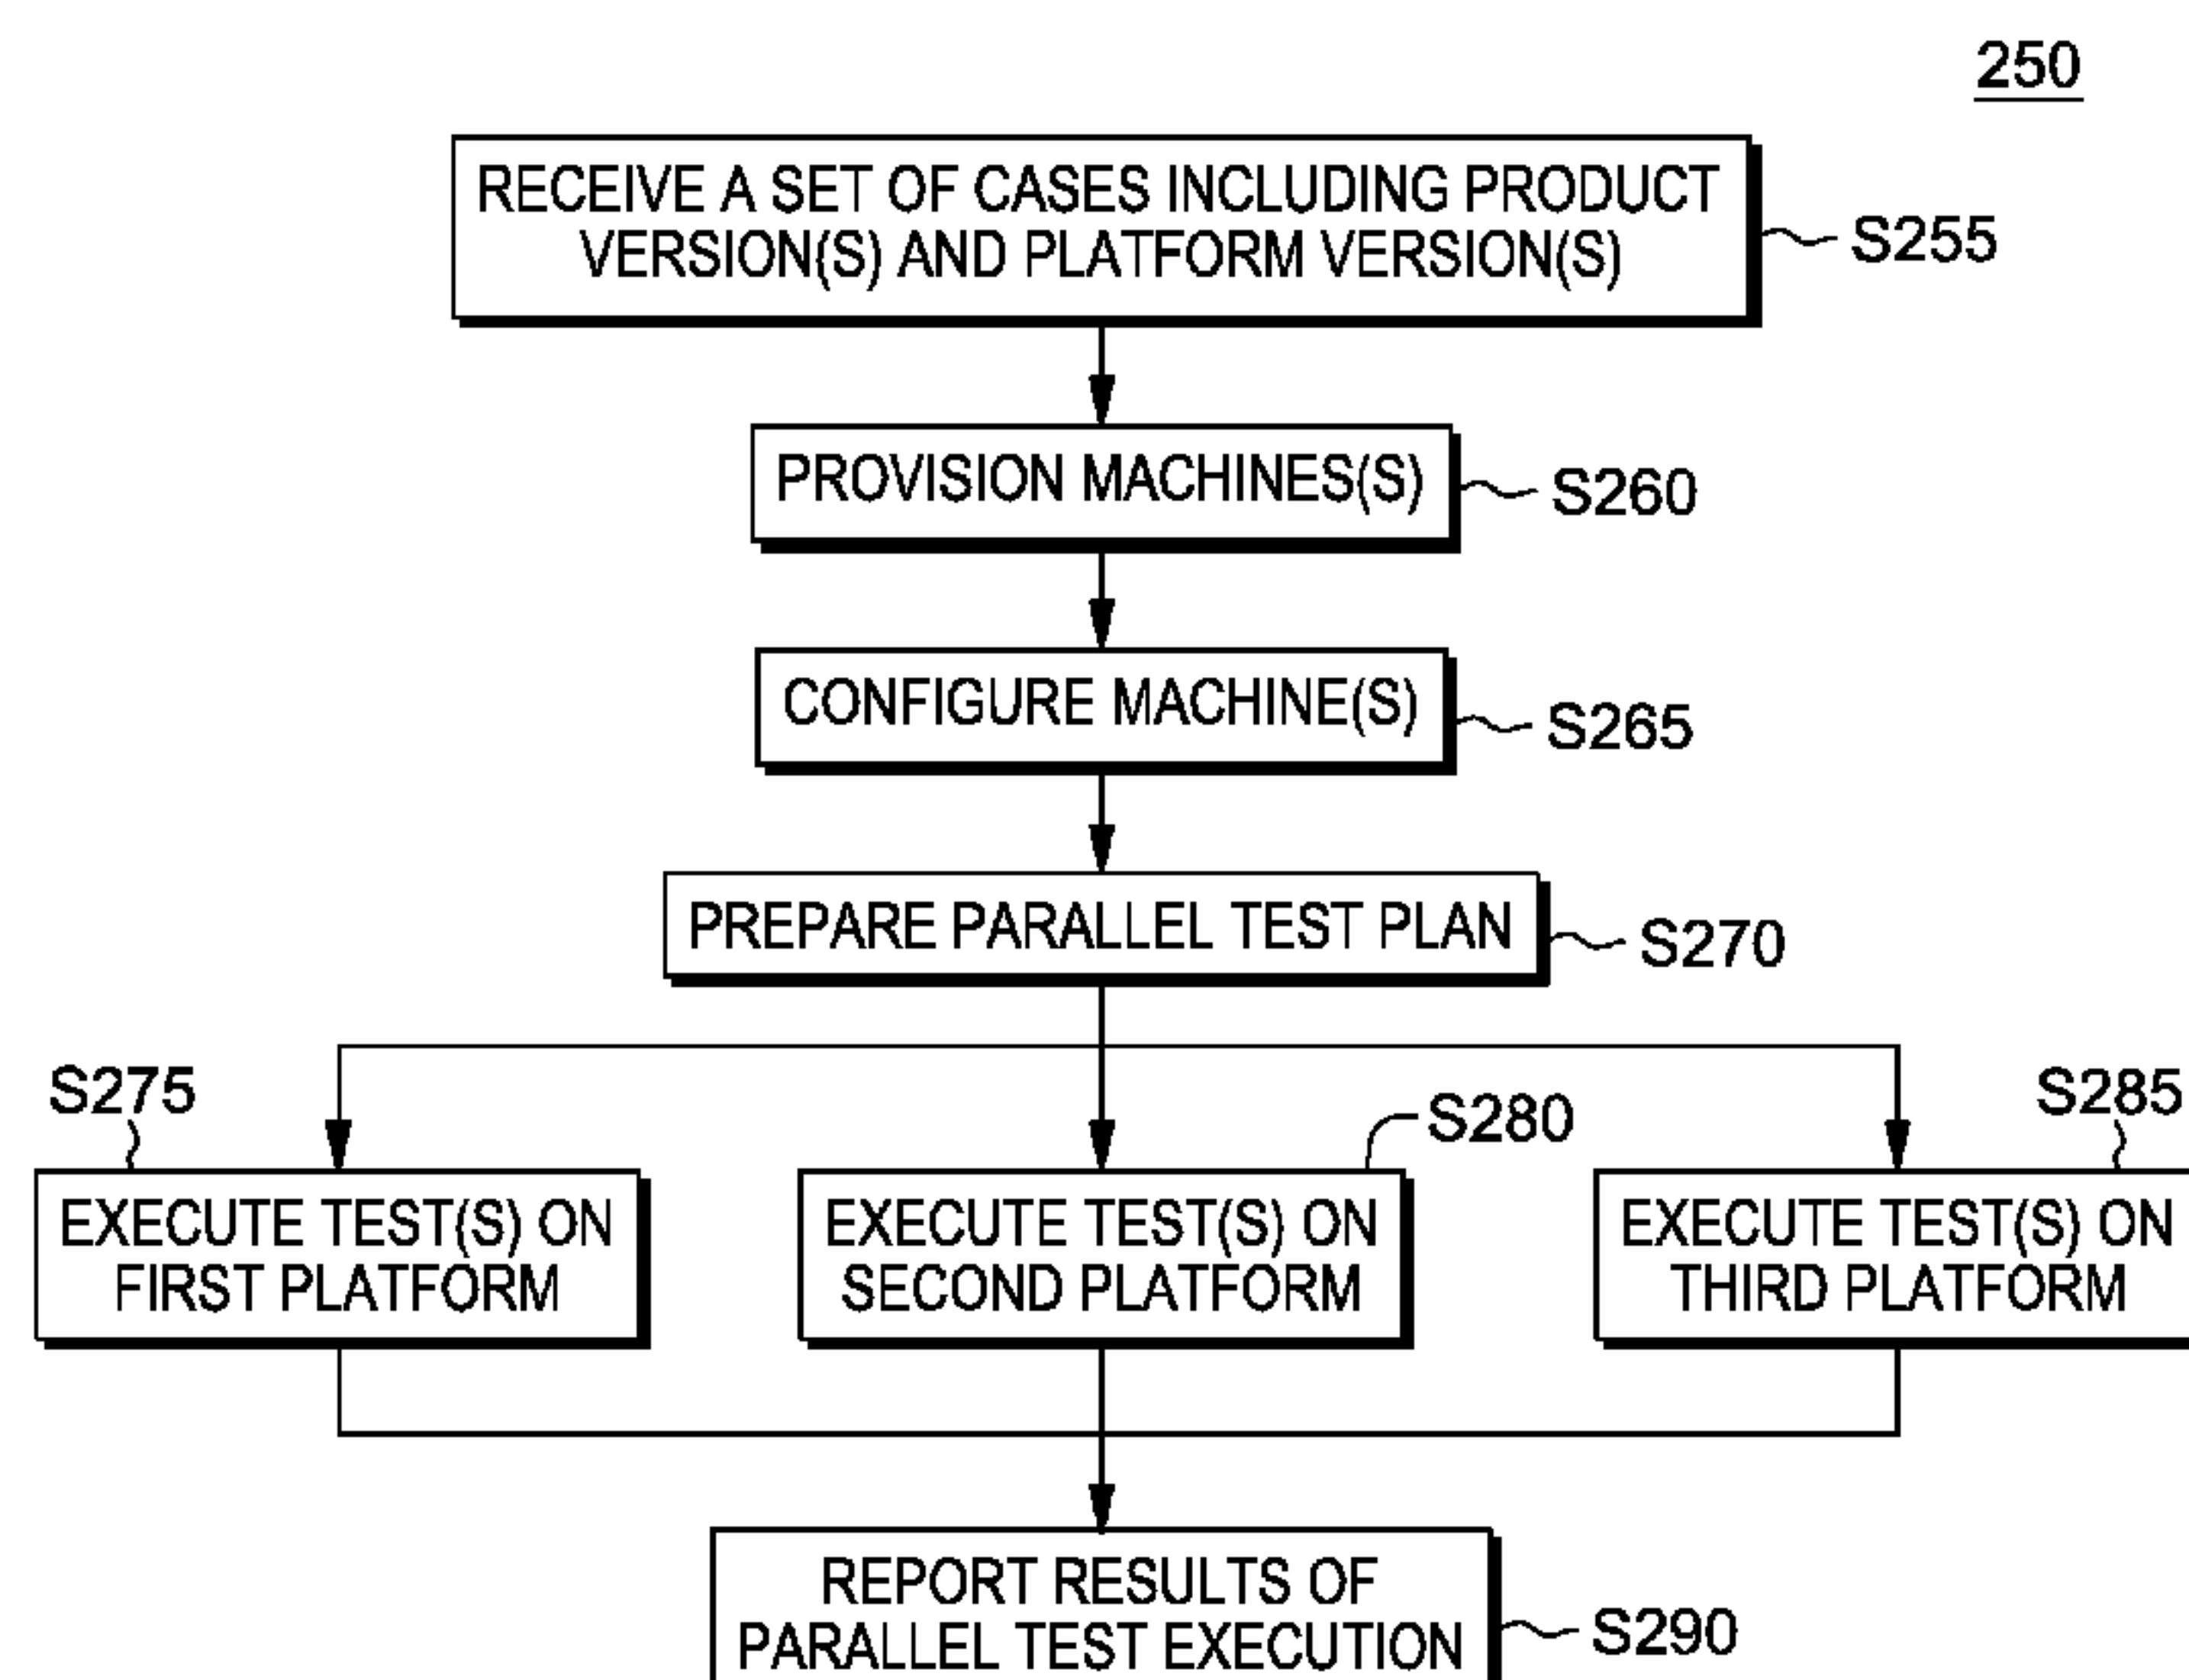 250
RECEIVE A SET OF CASES INCLUDING PRODUCT
VERSION(S) AND PLATFORM VERSION(S)
S255
PROVISION MACHINES(S)
S260
CONFIGURE MACHINE(S)
S265
PREPARE PARALLEL TEST PLAN
S270
S275
EXECUTE TEST(S) ON
FIRST PLATFORM
S280
EXECUTE TEST(S) ON
SECOND PLATFORM
S285
EXECUTE TEST(S) ON
THIRD PLATFORM
REPORT RESULTS OF
PARALLEL TEST EXECUTION
S290